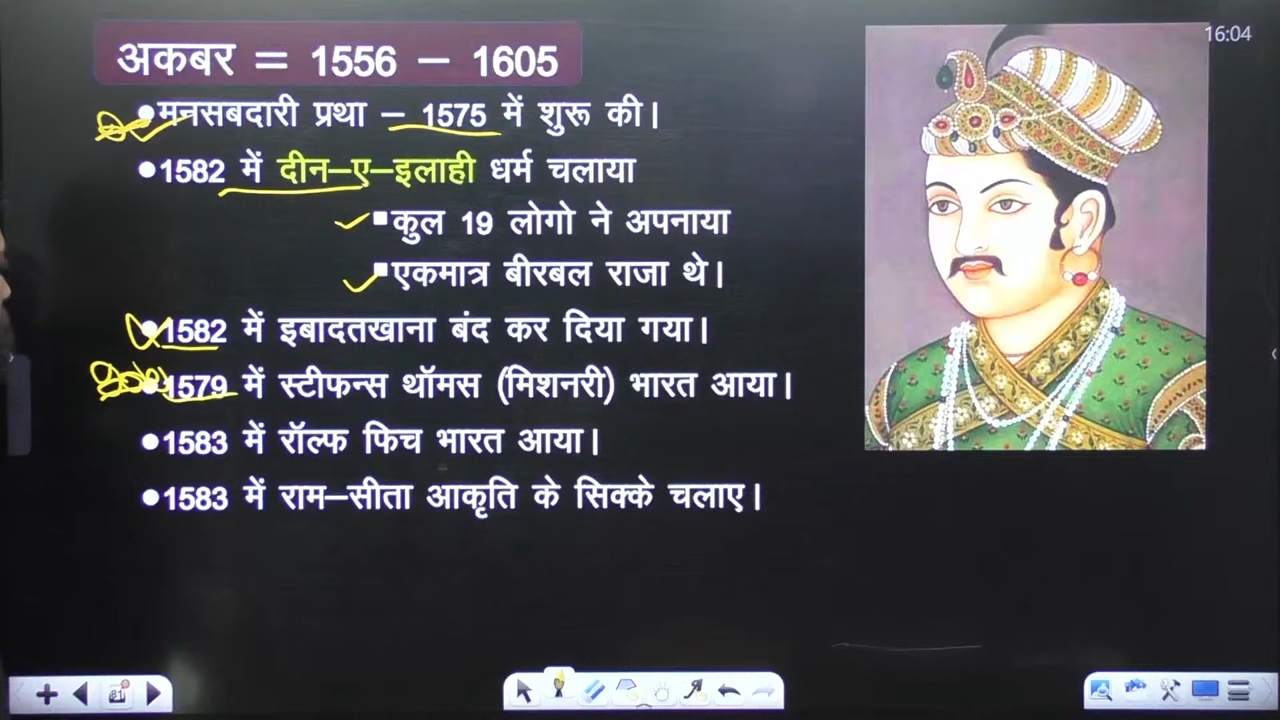 अकबर = 1556 – 1605
16:04
•मनसबदारी प्रथा – 1575 में शुरू की।
•1582 में दीन–ए–इलाही धर्म चलाया
▪कुल 19 लोगो ने अपनाया
▪एकमात्र बीरबल राजा थे।
•1582 में इबादतखाना बंद कर दिया गया।
•1579 में स्टीफन्स थॉमस (मिशनरी) भारत आया।
•1583 में रॉल्फ फिच भारत आया।
•1583 में राम–सीता आकृति के सिक्के चलाए।
81